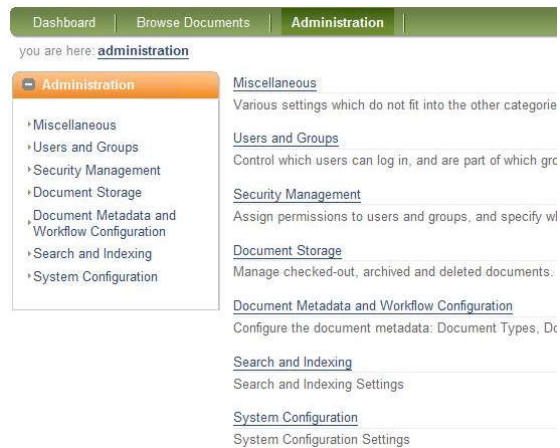 Dashboard Browse Documents Administration
you are here: administration
Administration
Miscellaneous
Users and Groups
Security Management
Document Storage
Document Metadata and
Workflow Configuration
Search and Indexing
System Configuration
Miscellaneous
Various settings which do not fit into the other categorie
Users and Groups
Control which users can log in, and are part of which gro
Security Management
Assign permissions to users and groups, and specify wh
Document Storage
Manage checked-out, archived and deleted documents.
Document Metadata and Workflow Configuration
Configure the document metadata: Document Types, Do
Search and Indexing
Search and Indexing Settings
System Configuration
System Configuration Settings